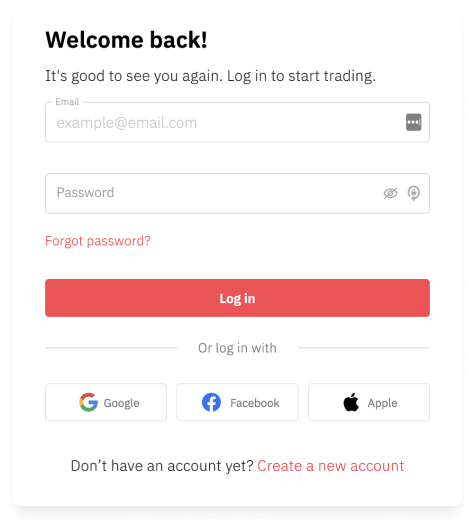 Welcome back!
It's good to see you again. Log in to start trading.
Email
example@email.com
Password
Forgot password?
Log in
Or log in with
Google
Facebook
Apple
Don't have an account yet? Create a new account